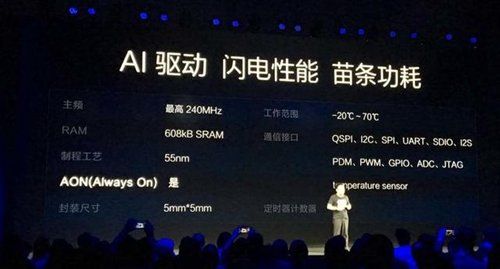 AI 驱动 闪电性能 苗条功耗
主频 最高 240MHz 工作范围 -20℃ ~ 70℃
RAM 608kB SRAM 通信接口 QSPI、I2C、SPI、UART、SDIO、I2S
制程工艺 55nm PDM、PWM、GPIO、ADC、JTAG
AON(Always On) 是 temperature sensor
封装尺寸 5mm*5mm 定时器计数器